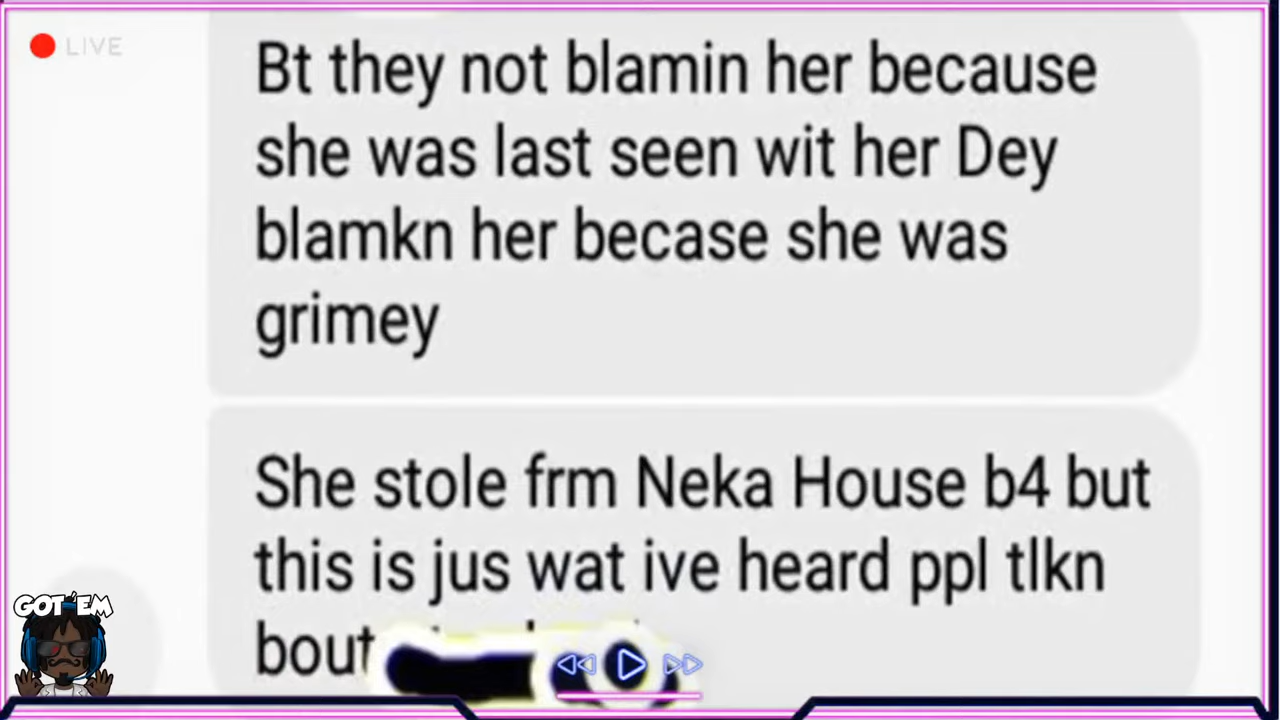 LIVE
Bt they not blamin her because
she was last seen wit her Dey
blamkn her becase she was
grimey
She stole frm Neka House b4 but
this is jus wat ive heard ppl tlkn
bout
GOT 'EM